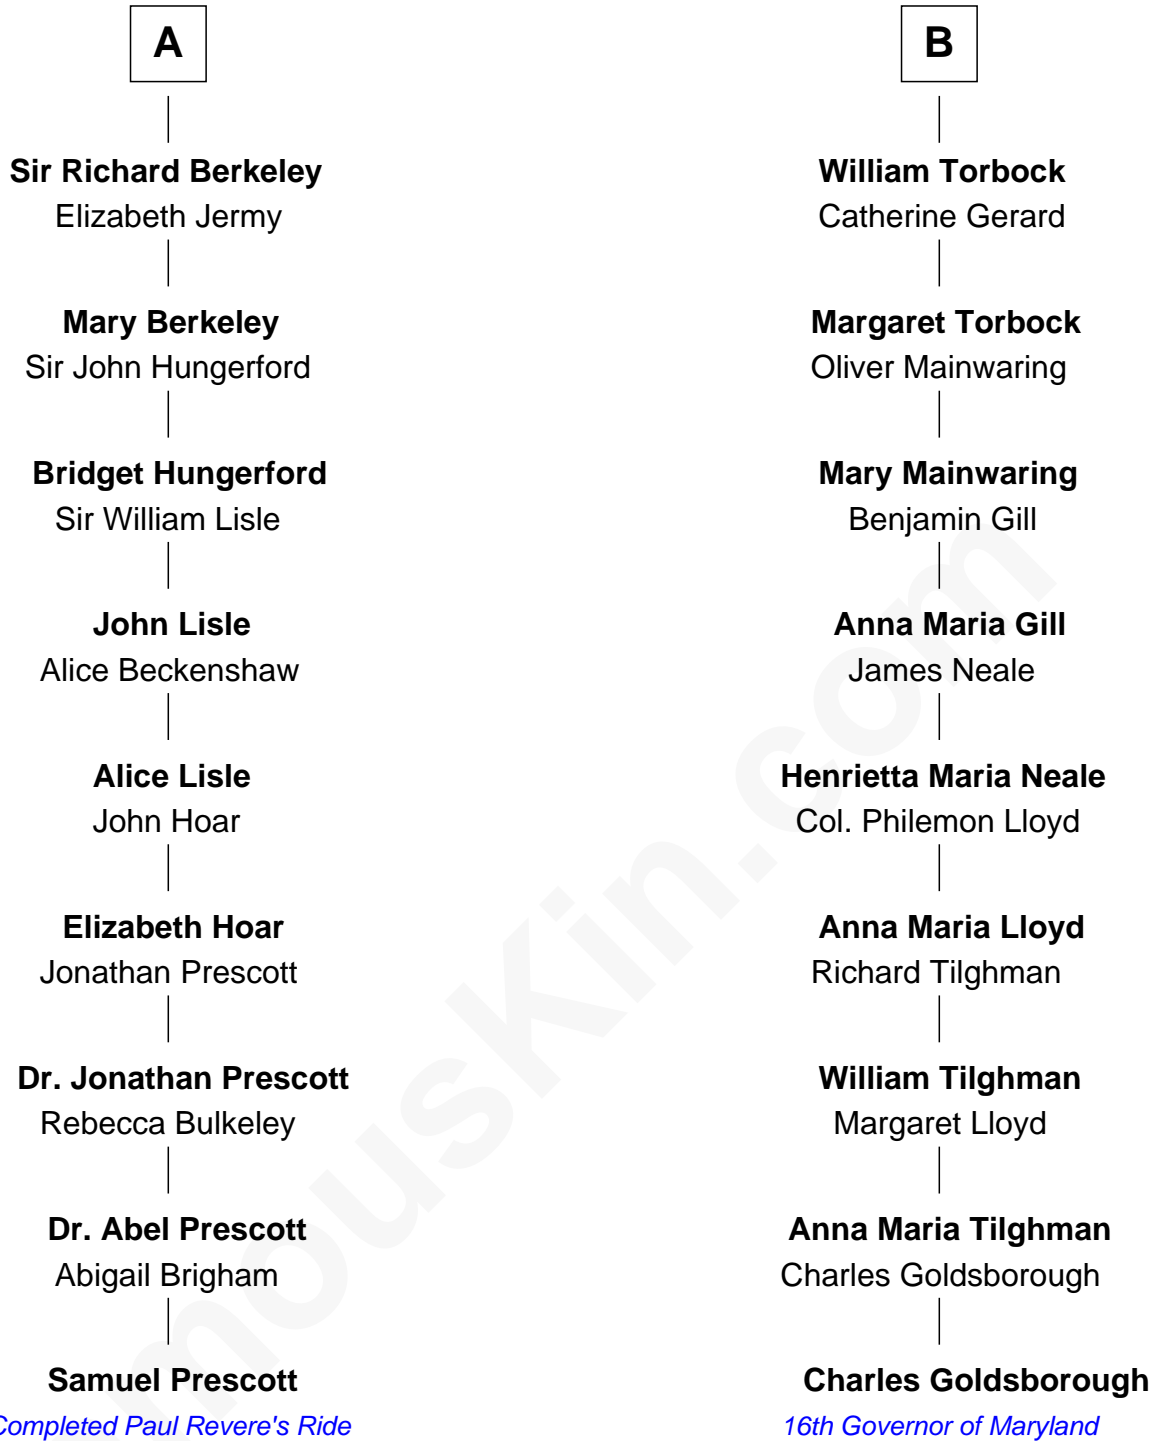 A
Sir Richard Berkeley
Elizabeth Jermy
Mary Berkeley
Sir John Hungerford
Bridget Hungerford
Sir William Lisle
John Lisle
Alice Beckenshaw
Alice Lisle
John Hoar
Elizabeth Hoar
Jonathan Prescott
Dr. Jonathan Prescott
Rebecca Bulkeley
Dr. Abel Prescott
Abigail Brigham
Samuel Prescott
Completed Paul Revere's Ride
B
William Torbock
Catherine Gerard
Margaret Torbock
Oliver Mainwaring
Mary Mainwaring
Benjamin Gill
Anna Maria Gill
James Neale
Henrietta Maria Neale
Col. Philemon Lloyd
Anna Maria Lloyd
Richard Tilghman
William Tilghman
Margaret Lloyd
Anna Maria Tilghman
Charles Goldsborough
Charles Goldsborough
16th Governor of Maryland
mousKin.com